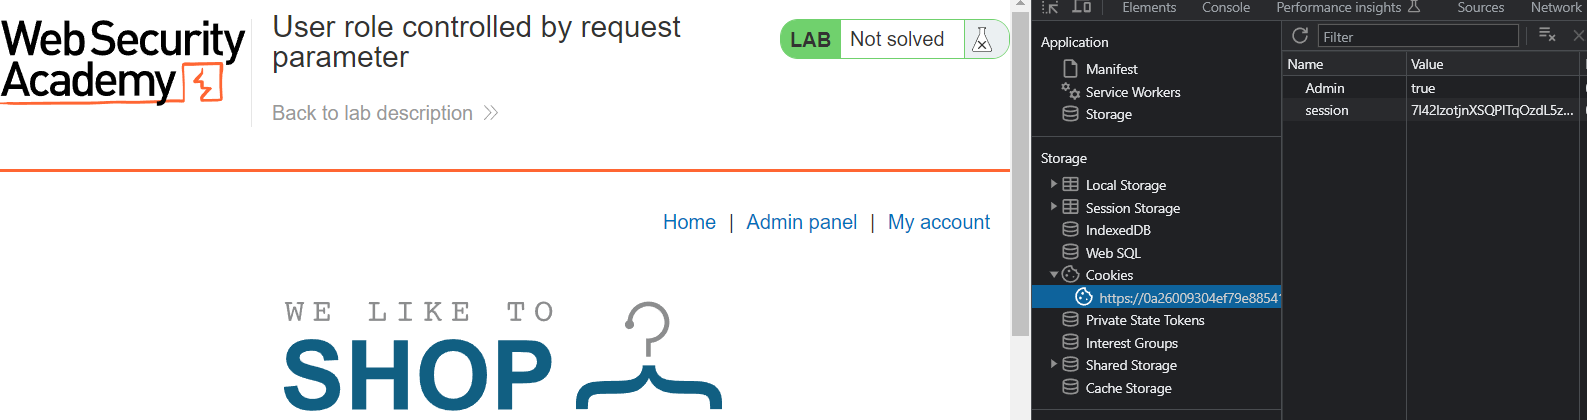 Web Security
Academy
User role controlled by request
parameter
Back to lab description
LAB
Not solved
Home | Admin panel | My account
WE LIKE TO
SHOP
Elements
Console
Performance insights
Sources
Network
Application
Manifest
Service Workers
Storage
Storage
Local Storage
Session Storage
IndexedDB
Web SQL
Cookies
https://0a26009304ef79e88541
Private State Tokens
Interest Groups
Shared Storage
Cache Storage
Filter
Name Value
Admin true
session 7I42IzotjnXSQPITqOzdL5z...